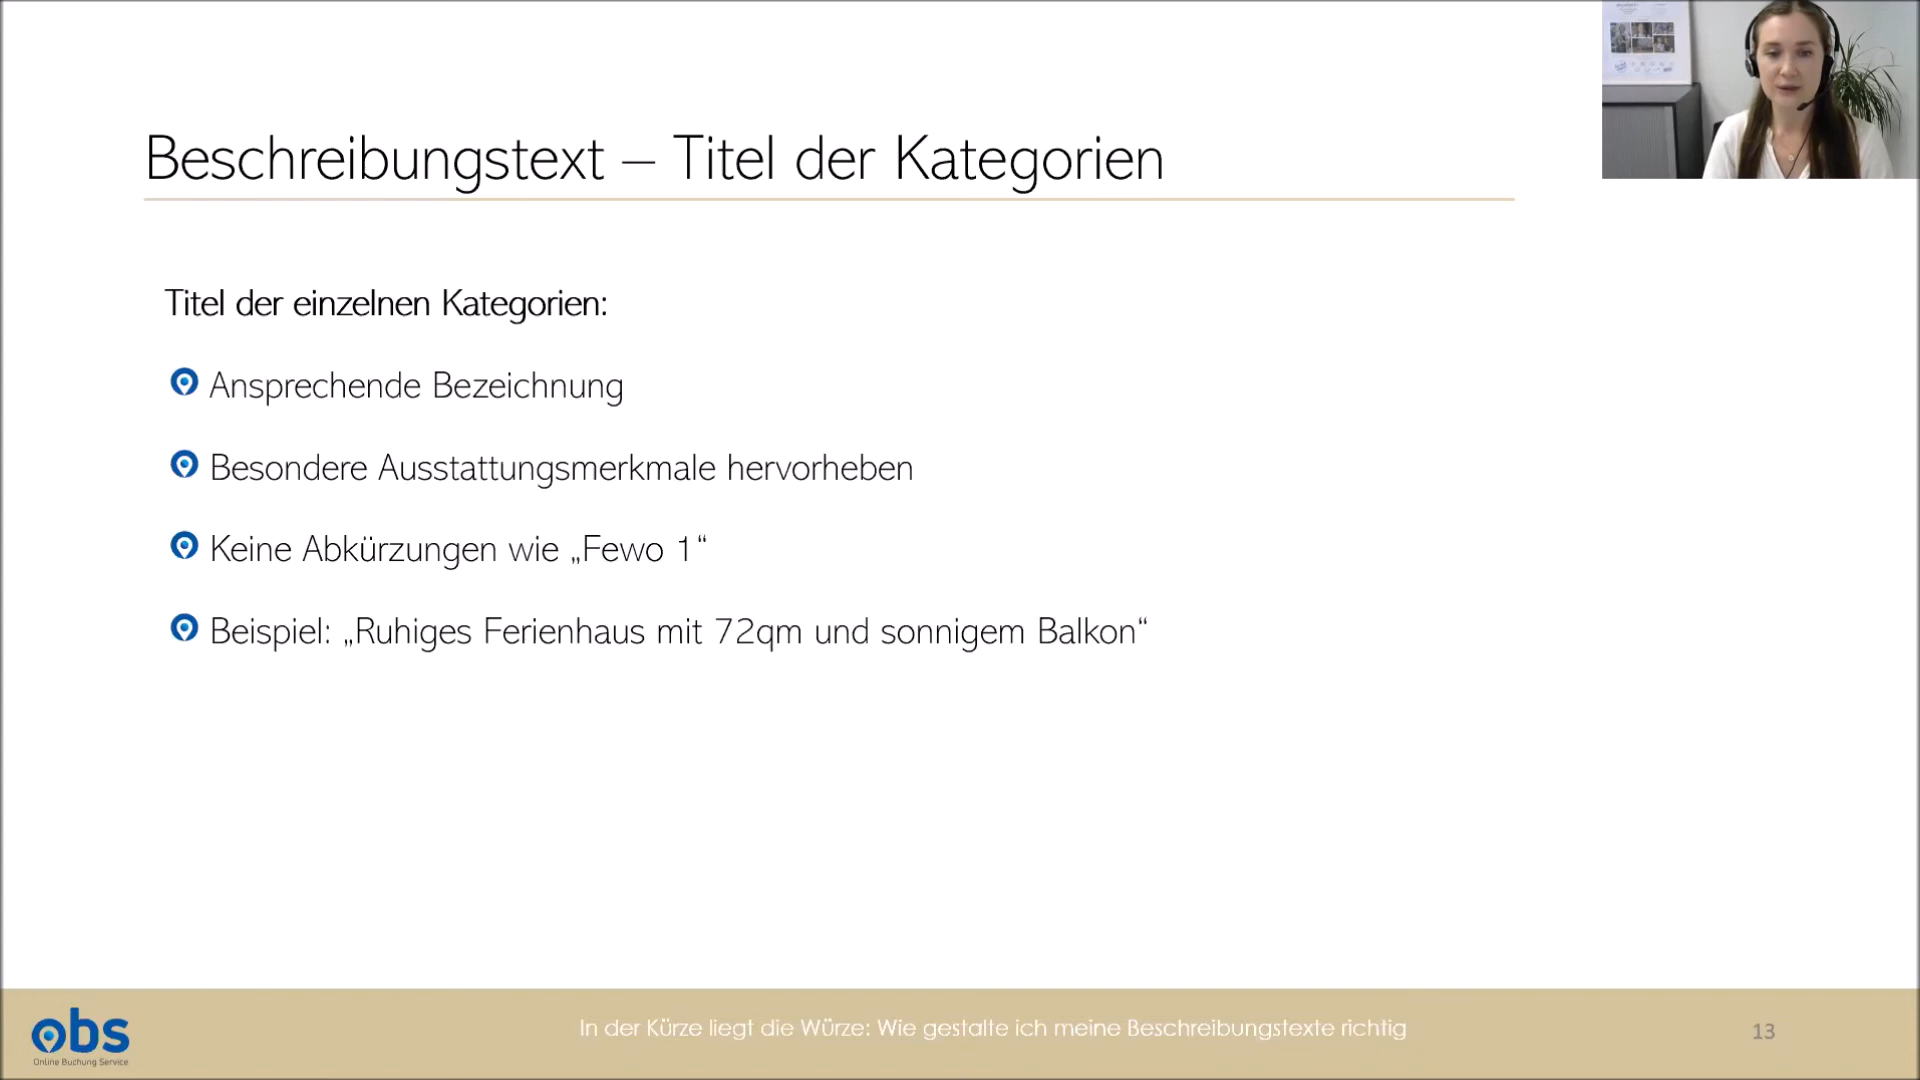 Beschreibungstext – Titel der Kategorien
Titel der einzelnen Kategorien:
Ansprechende Bezeichnung
Besondere Ausstattungsmerkmale hervorheben
Keine Abkürzungen wie „Fewo 1“
Beispiel: „Ruhiges Ferienhaus mit 72qm und sonnigem Balkon“
obs
Online Buchung Service
In der Kürze liegt die Würze: Wie gestalte ich meine Beschreibungstexte richtig
13